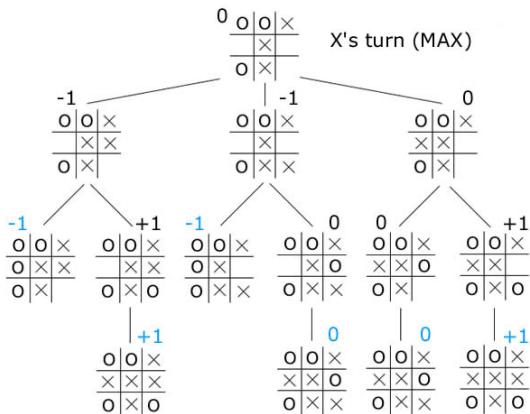 0 O O ×
X's turn (MAX)
×
O ×
-1 -1 0
O O × O O × O O ×
× × × × ×
O × O × × O ×
-1 +1 -1 0 0 +1
O O × O O × O O × O O × O O × O O ×
O × × × × O × × O × × O × ×
O × O × O O × × O × × O × O × O
+1 0 0 +1
O O × O O × O O × O O ×
× × × × × O × × O × × ×
O × O O × × O × × O × O